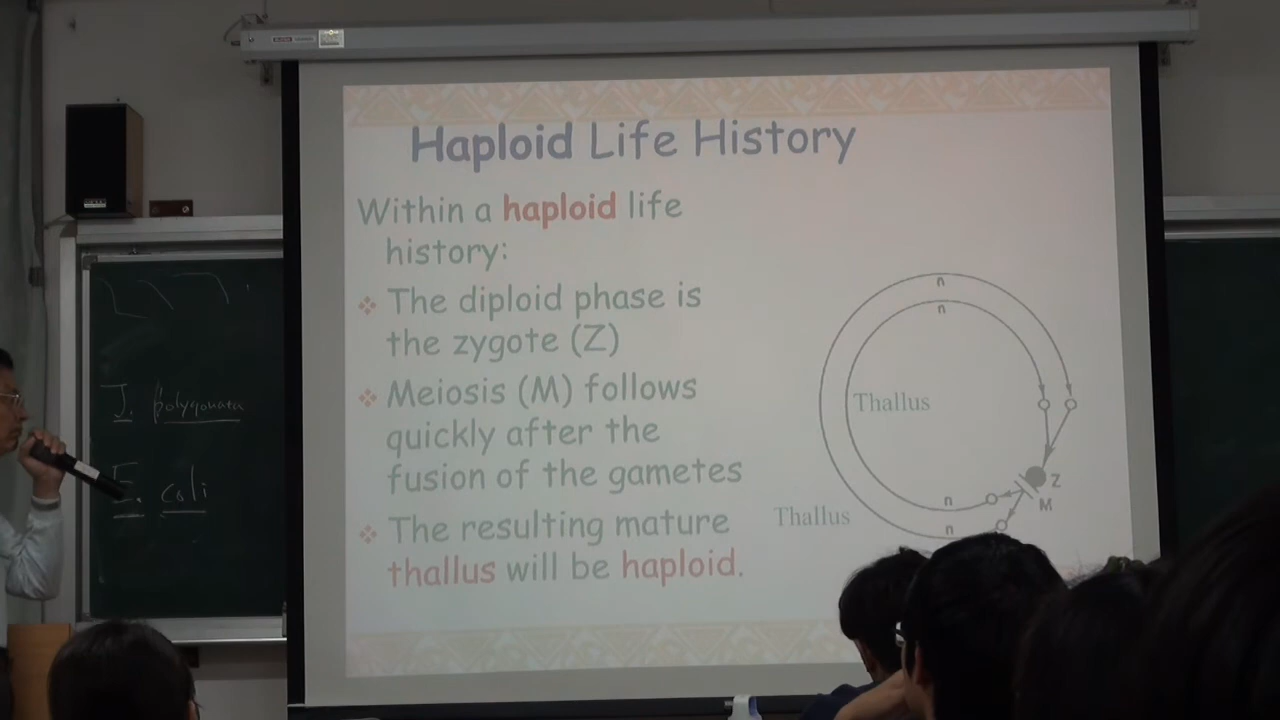 Haploid Life History
Within a haploid life
history:
The diploid phase is
the zygote (Z)
Meiosis (M) follows
quickly after the
fusion of the gametes
The resulting mature
thallus will be haploid.
n
n
Thallus
Z
M
n
Thallus
n
J. polygonata
E. coli